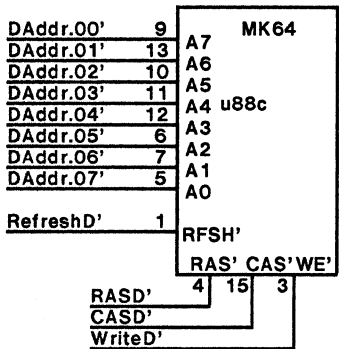 DAddr.00' 9 A7 MK64
DAddr.01' 13 A6
DAddr.02' 10 A5
DAddr.03' 11 A4 u88c
DAddr.04' 12 A3
DAddr.05' 6 A2
DAddr.06' 7 A1
DAddr.07' 5 A0
RefreshD' 1 RFSH'
RAS' CAS' WE'
4 15 3
RASD'
CASD'
WriteD'